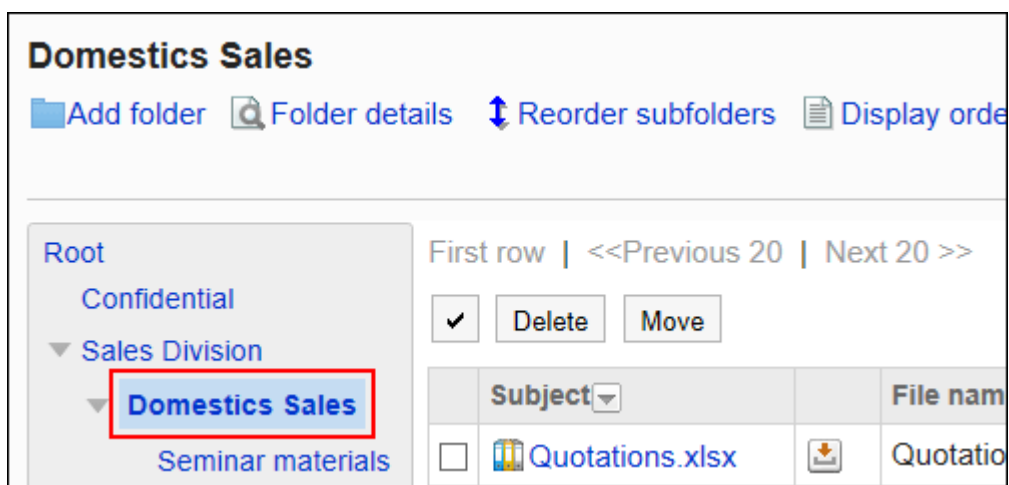 Domestics Sales
Add folder Folder details Reorder subfolders Display orde
Root
Confidential
Sales Division
Domestics Sales
Seminar materials
First row | <<Previous 20 | Next 20 >>
Delete Move
Subject File nam
Quotations.xlsx Quotatio